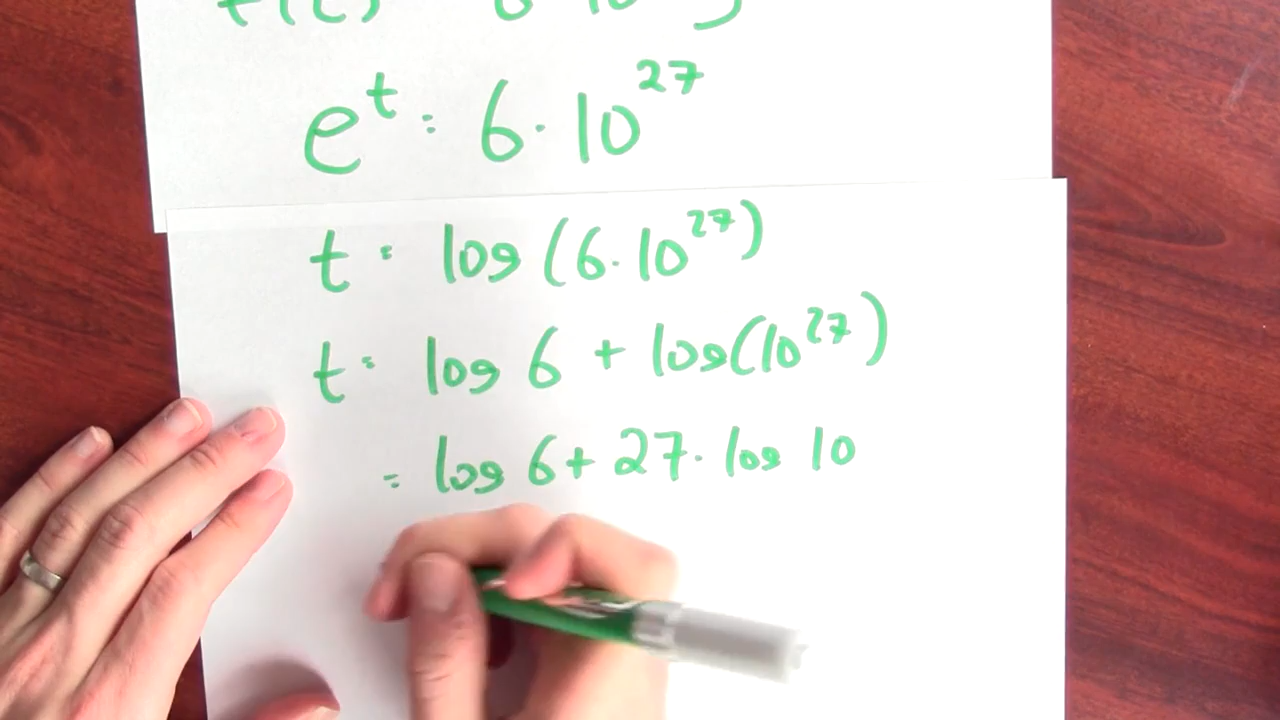 e^t = 6 · 10^27
t = log (6 · 10^27)
t = log 6 + log(10^27)
= log 6 + 27 · log 10